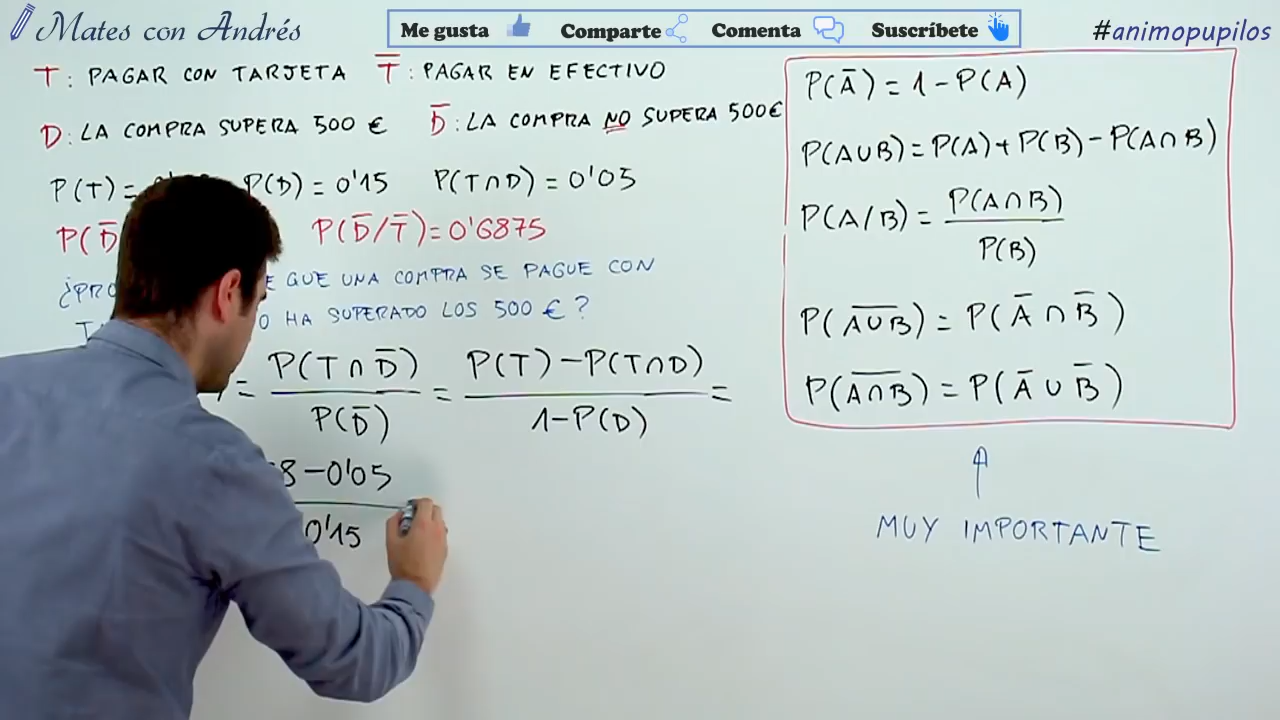 Mates con Andrés
Me gusta Comparte Comenta Suscríbete
#animopupilos
T: PAGAR CON TARJETA T̅: PAGAR EN EFECTIVO
D: LA COMPRA SUPERA 500 € D̅: LA COMPRA NO SUPERA 500€
P(T)= P(D)=0'15 P(T∩D)=0'05
P(D̅ P(D̅/T̅)=0'6875
QUE UNA COMPRA SE PAGUE CON
HA SUPERADO LOS 500 €?
= P(T∩D̅) / P(D̅) = P(T)-P(T∩D) / 1-P(D) =
8-0'05
0'15
P(A̅)=1-P(A)
P(A∪B)=P(A)+P(B)-P(A∩B)
P(A/B)= P(A∩B) / P(B)
P(A̅∪̅B̅)=P(A̅∩B̅)
P(A̅∩̅B̅)=P(A̅∪B̅)
MUY IMPORTANTE